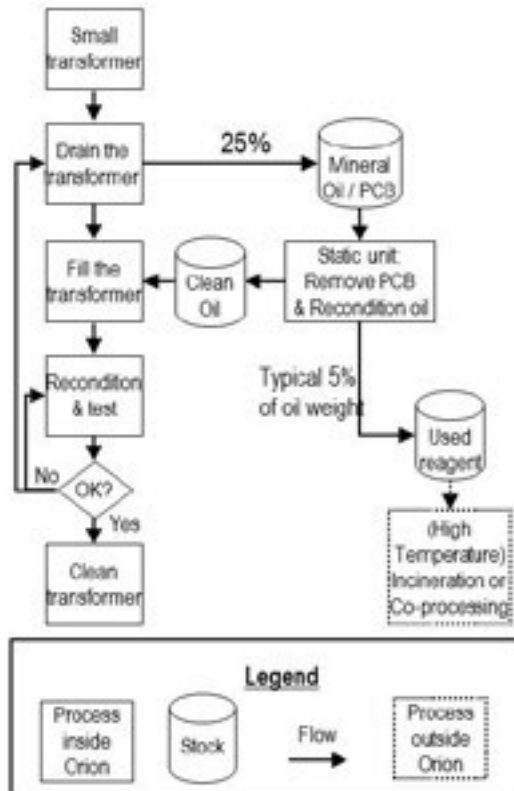 Small
transformer
Drain the
transformer
25%
Mineral
Oil / PCB
Fill the
transformer
Clean
Oil
Static unit:
Remove PCB
& Recondition oil
Recondition
& test
Typical 5%
of oil weight
Used
reagent
No
OK?
Yes
Clean
transformer
(High
Temperature)
Incineration or
Co-processing
Legend
Process
inside
Orion
Stock
Flow
Process
outside
Orion